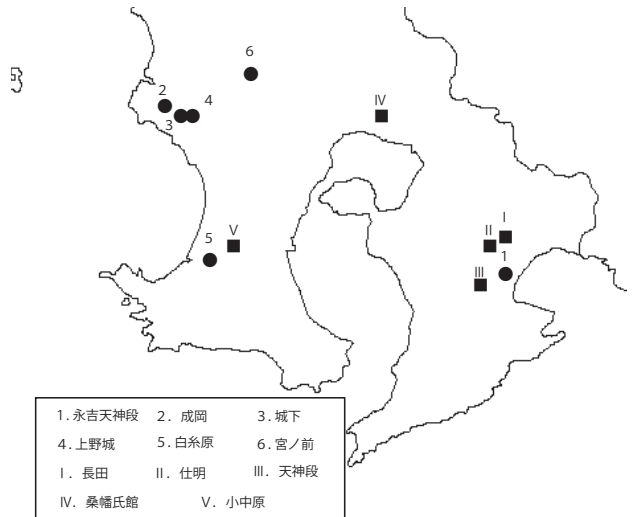 6
2
3
4
Ⅳ
Ⅴ
5
Ⅰ
Ⅱ
1
Ⅲ
1. 永吉天神段 2. 成岡 3. 城下
4. 上野城 5. 白糸原 6. 宮ノ前
Ⅰ. 長田 Ⅱ. 仕明 Ⅲ. 天神段
Ⅳ. 桑幡氏館 Ⅴ. 小中原